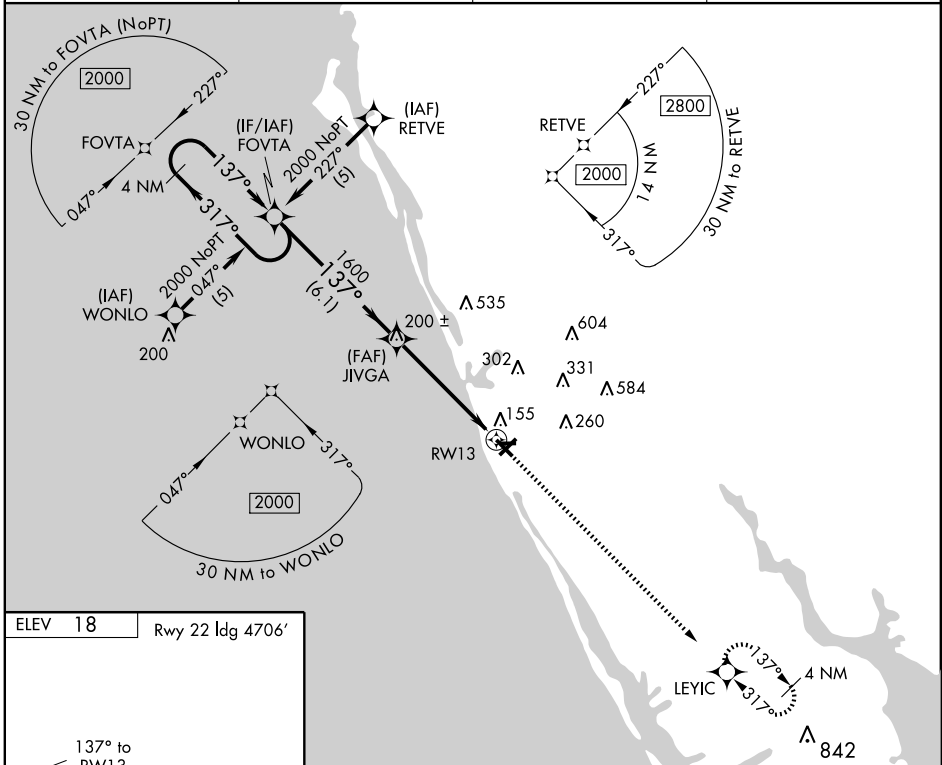 30 NM to FOVTA (NoPT)
2000
227°
FOVTA
047°
4 NM
137°
317°
(IF/IAF)
FOVTA
(IAF)
RETVE
2000 NoPT
227°
(5)
2000 NoPT
047°
(5)
(IAF)
WONLO
200
1600
137°
(6.1)
200 ±
(FAF)
JIVGA
RETVE
227°
2800
2000
14 NM
317°
30 NM to RETVE
535
604
302
331
584
155
260
RW13
WONLO
047°
317°
2000
30 NM to WONLO
LEYIC
137°
317°
4 NM
842
ELEV 18
Rwy 22 ldg 4706'
137° to
RW13